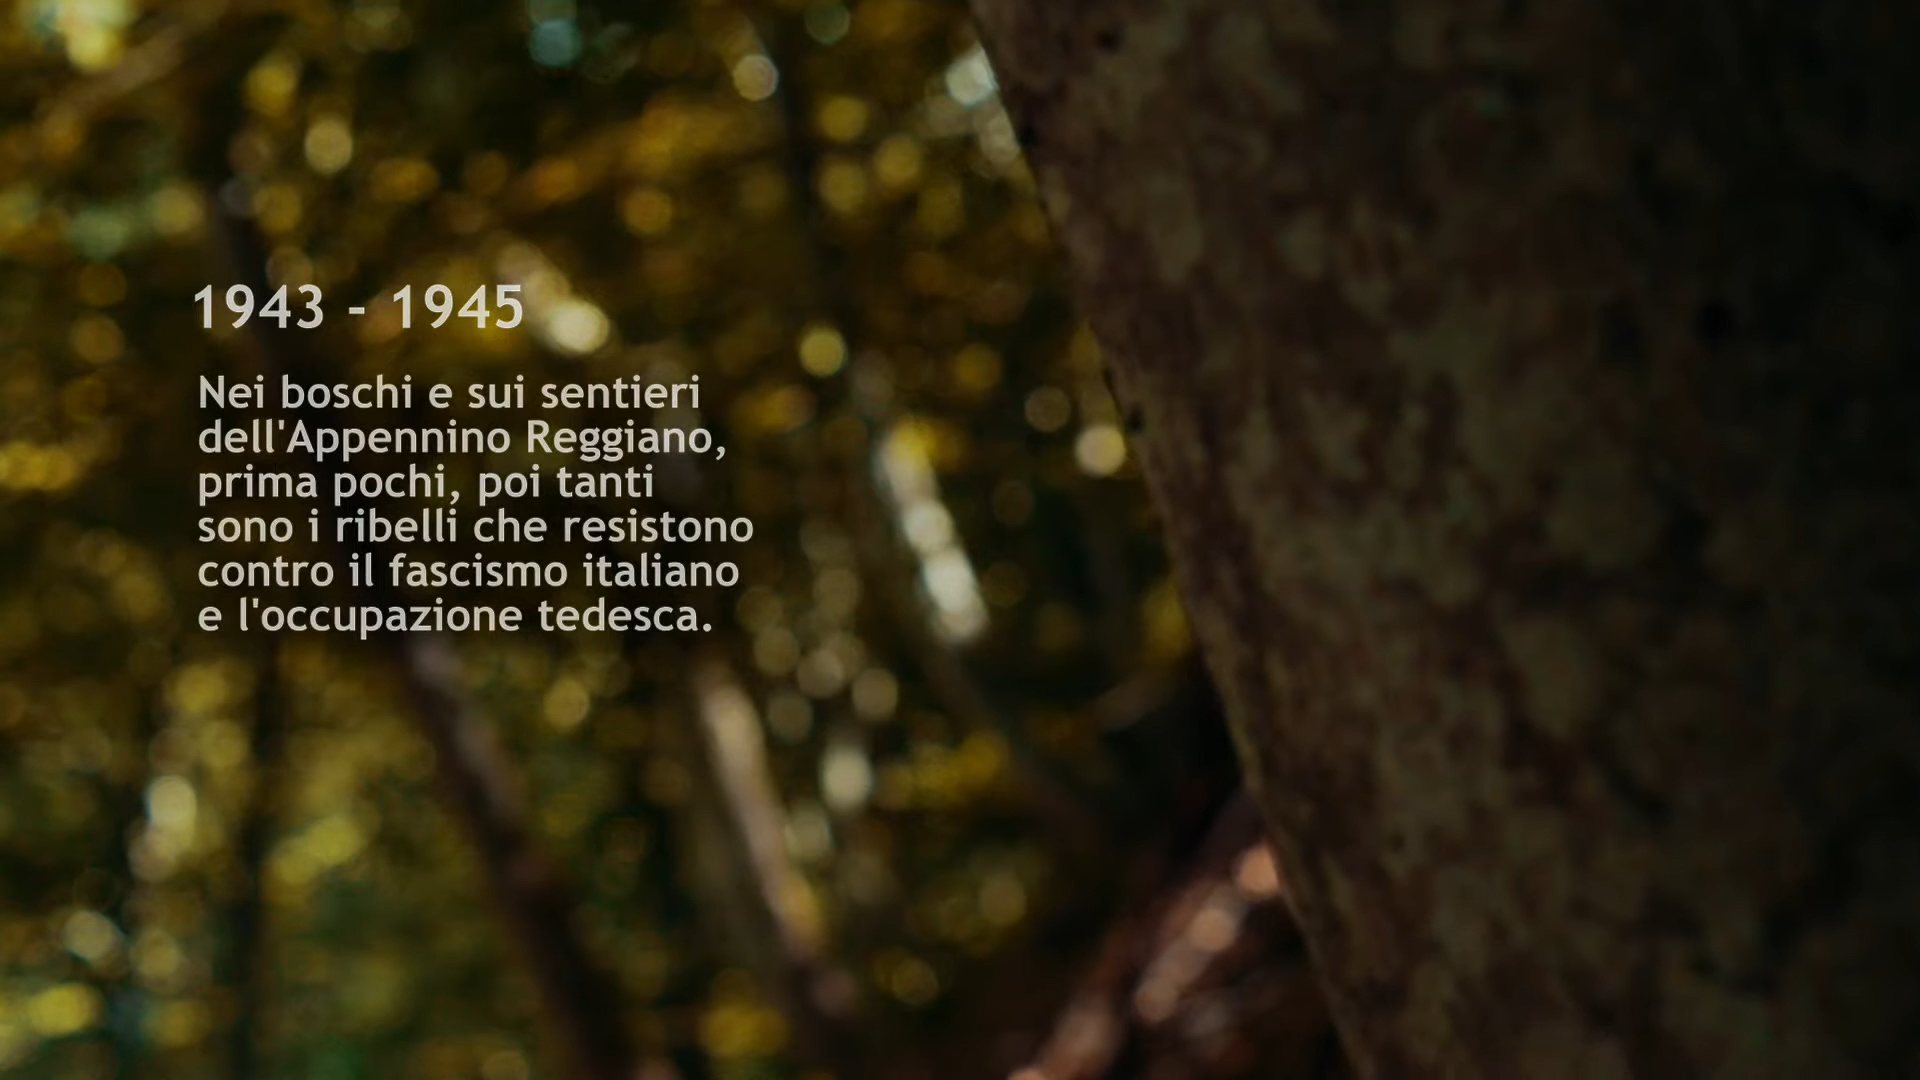 1943 - 1945
Nei boschi e sui sentieri
dell'Appennino Reggiano,
prima pochi, poi tanti
sono i ribelli che resistono
contro il fascismo italiano
e l'occupazione tedesca.